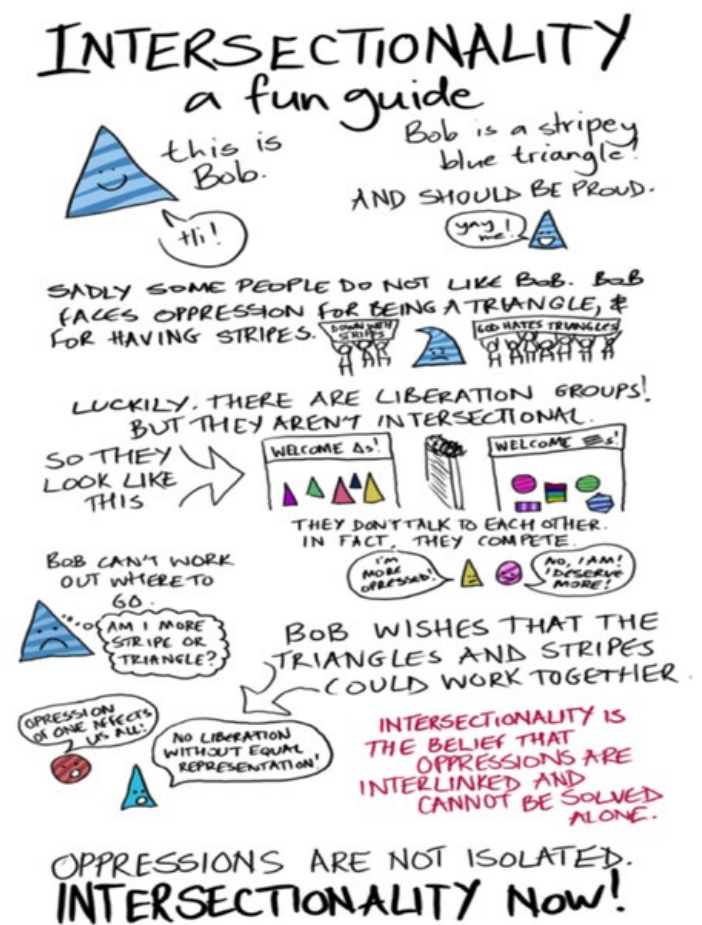 INTERSECTIONALITY
a fun guide
this is
Bob.
Hi!
Bob is a stripey
blue triangle!
AND SHOULD BE PROUD.
yay!
me!
SADLY SOME PEOPLE DO NOT LIKE BOB. BOB
FACES OPPRESSION FOR BEING A TRIANGLE, &
FOR HAVING STRIPES.
DOWN WITH
STRIPES
GOD HATES TRIANGLES
LUCKILY, THERE ARE LIBERATION GROUPS!
BUT THEY AREN'T INTERSECTIONAL.
SO THEY
LOOK LIKE
THIS
WELCOME Δs!
WELCOME ☰s!
THEY DON'T TALK TO EACH OTHER.
IN FACT, THEY COMPETE.
I'M
MORE
OPRESSED!
NO, I AM!
I DESERVE
MORE!
BOB CAN'T WORK
OUT WHERE TO
GO.
AM I MORE
STRIPE OR
TRIANGLE?
BOB WISHES THAT THE
TRIANGLES AND STRIPES
COULD WORK TOGETHER.
OPRESSION
OF ONE AFFECTS
US ALL!
NO LIBERATION
WITHOUT EQUAL
REPRESENTATION!
INTERSECTIONALITY IS
THE BELIEF THAT
OPPRESSIONS ARE
INTERLINKED AND
CANNOT BE SOLVED
ALONE.
OPPRESSIONS ARE NOT ISOLATED.
INTERSECTIONALITY NOW!